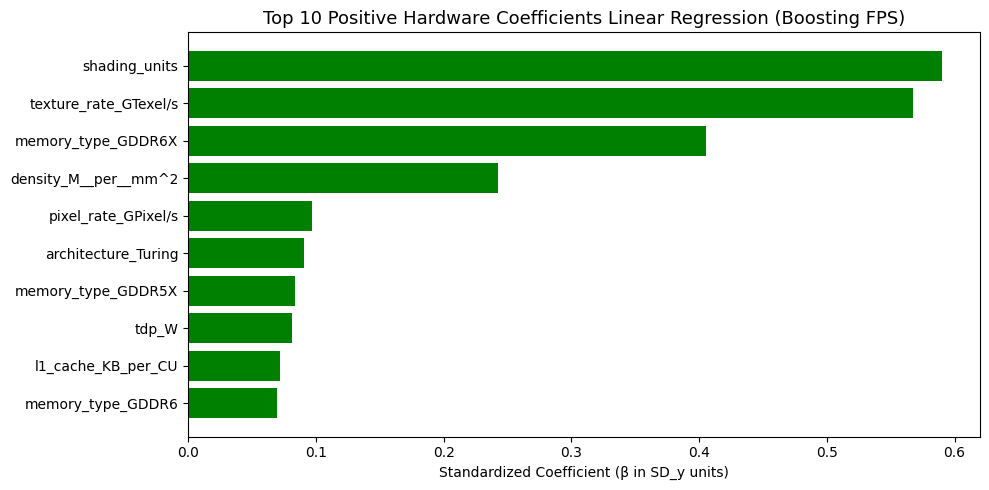 Top 10 Positive Hardware Coefficients Linear Regression (Boosting FPS)
shading_units
texture_rate_GTexel/s
memory_type_GDDR6X
density_M__per__mm^2
pixel_rate_GPixel/s
architecture_Turing
memory_type_GDDR5X
tdp_W
l1_cache_KB_per_CU
memory_type_GDDR6
0.0 0.1 0.2 0.3 0.4 0.5 0.6
Standardized Coefficient (β in SD_y units)